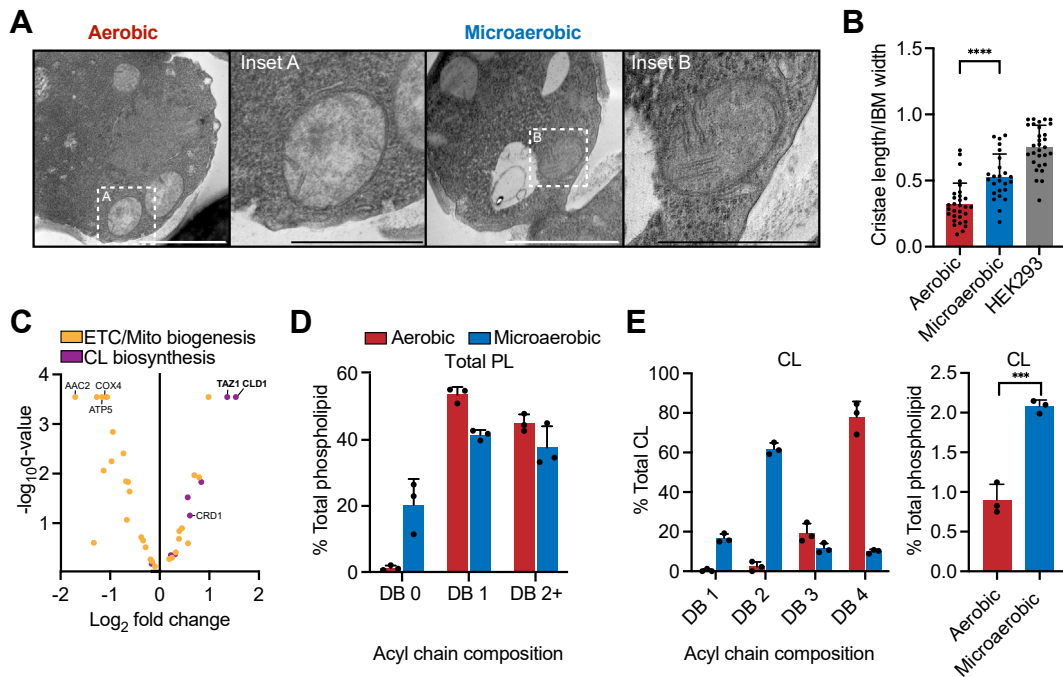 A
Aerobic
Microaerobic
Inset A
Inset B
A
B
B
Cristae length/IBM width
1.5
1.0
0.5
0.0
****
Aerobic
Microaerobic
HEK293
C
ETC/Mito biogenesis
CL biosynthesis
-log10q-value
4
3
2
1
AAC2
COX4
ATP5
TAZ1 CLD1
CRD1
-2
-1
0
1
2
Log2 fold change
D
Aerobic
Microaerobic
Total PL
% Total phospholipid
60
40
20
0
DB 0
DB 1
DB 2+
Acyl chain composition
E
CL
% Total CL
100
80
60
40
20
0
DB 1
DB 2
DB 3
DB 4
Acyl chain composition
CL
% Total phospholipid
2.5
2.0
1.5
1.0
0.5
0.0
***
Aerobic
Microaerobic